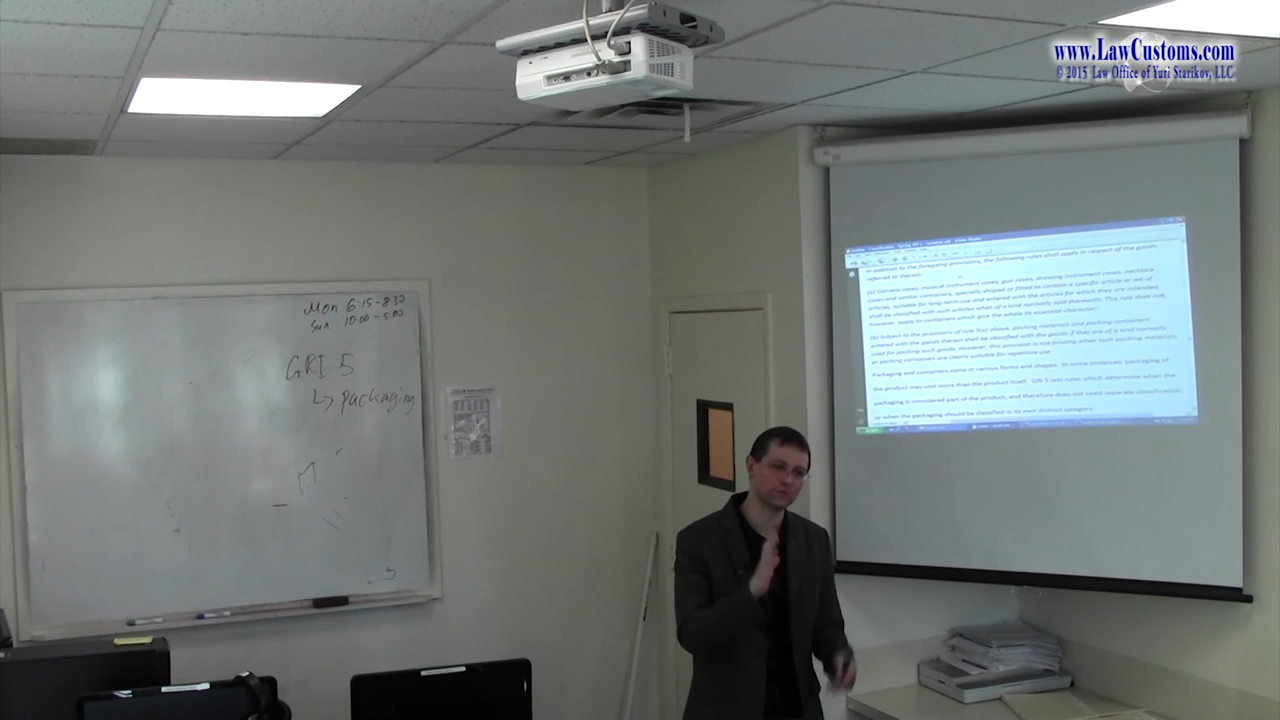 www.LawCustoms.com
© 2015 Law Office of Yuri Starikov, LLC
Mon 6:15-8:30
Sun 10:00-5:00
GRI 5
↳ packaging
in addition to the foregoing provisions, the following rules shall apply in respect of the goods
referred to therein:
(a) Camera cases, musical instrument cases, gun cases, drawing instrument cases, necklace
cases and similar containers, specially shaped or fitted to contain a specific article or set of
articles, suitable for long-term use and entered with the articles for which they are intended,
shall be classified with such articles when of a kind normally sold therewith. This rule does not,
however, apply to containers which give the whole its essential character;
(b) Subject to the provisions of rule 5(a) above, packing materials and packing containers
entered with the goods therein shall be classified with the goods if they are of a kind normally
used for packing such goods. However, this provision is not binding when such packing materials
or packing containers are clearly suitable for repetitive use.
Packaging and containers come in various forms and shapes. In some instances, packaging of
the product may cost more than the product itself. GRI 5 sets rules which determine when the
packaging is considered part of the product, and therefore does not need separate classification;
or when the packaging should be classified in its own distinct category.